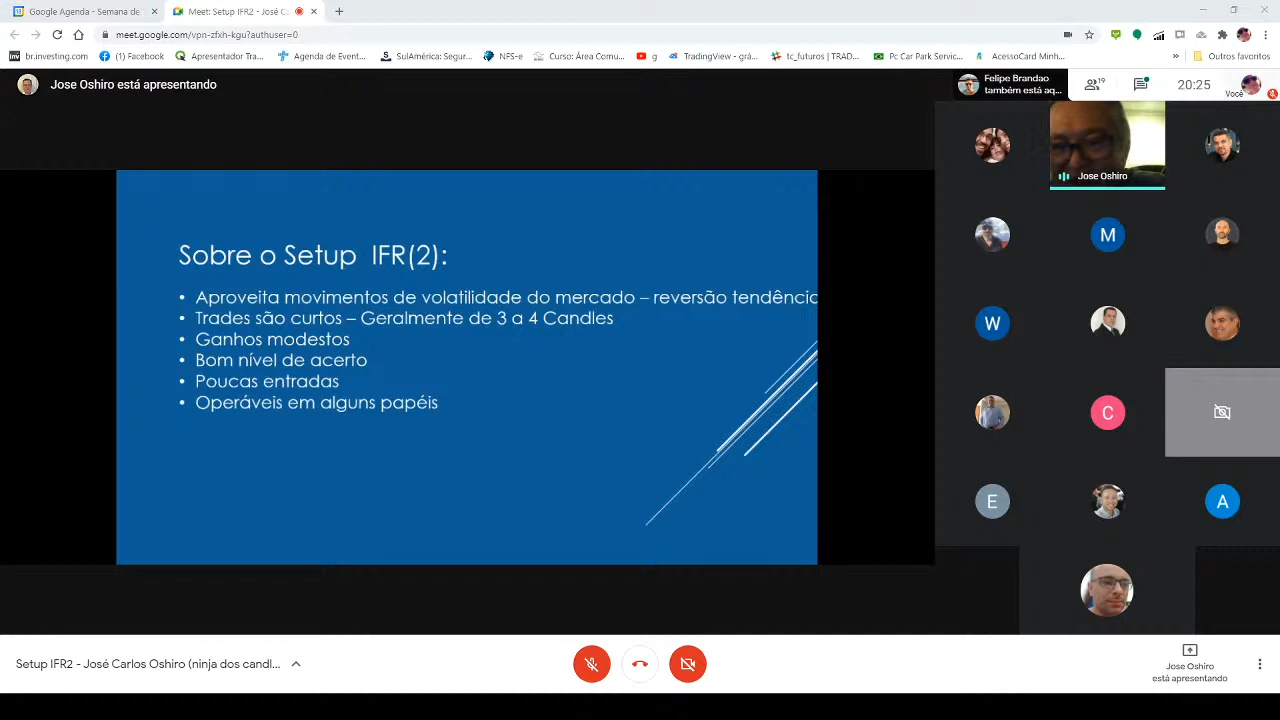 Google Agenda - Semana de
Meet: Setup IFR2 - José C
meet.google.com/vpn-zfxh-kgu?authuser=0
br.investing.com
(1) Facebook
Apresentador Tra...
Agenda de Event...
SulAmérica: Segur...
NFS-e
Curso: Área Comu...
g
TradingView - grá...
tc_futuros | TRAD...
Pc Car Park Servic...
AcessoCard Minh...
»
Outros favoritos
Jose Oshiro está apresentando
Felipe Brandao
também está aq...
19
20:25
Você
Jose Oshiro
Sobre o Setup IFR(2):
• Aproveita movimentos de volatilidade do mercado – reversão tendência
• Trades são curtos – Geralmente de 3 a 4 Candles
• Ganhos modestos
• Bom nível de acerto
• Poucas entradas
• Operáveis em alguns papéis
M
W
C
E
A
Setup IFR2 - José Carlos Oshiro (ninja dos candl...
Jose Oshiro
está apresentando